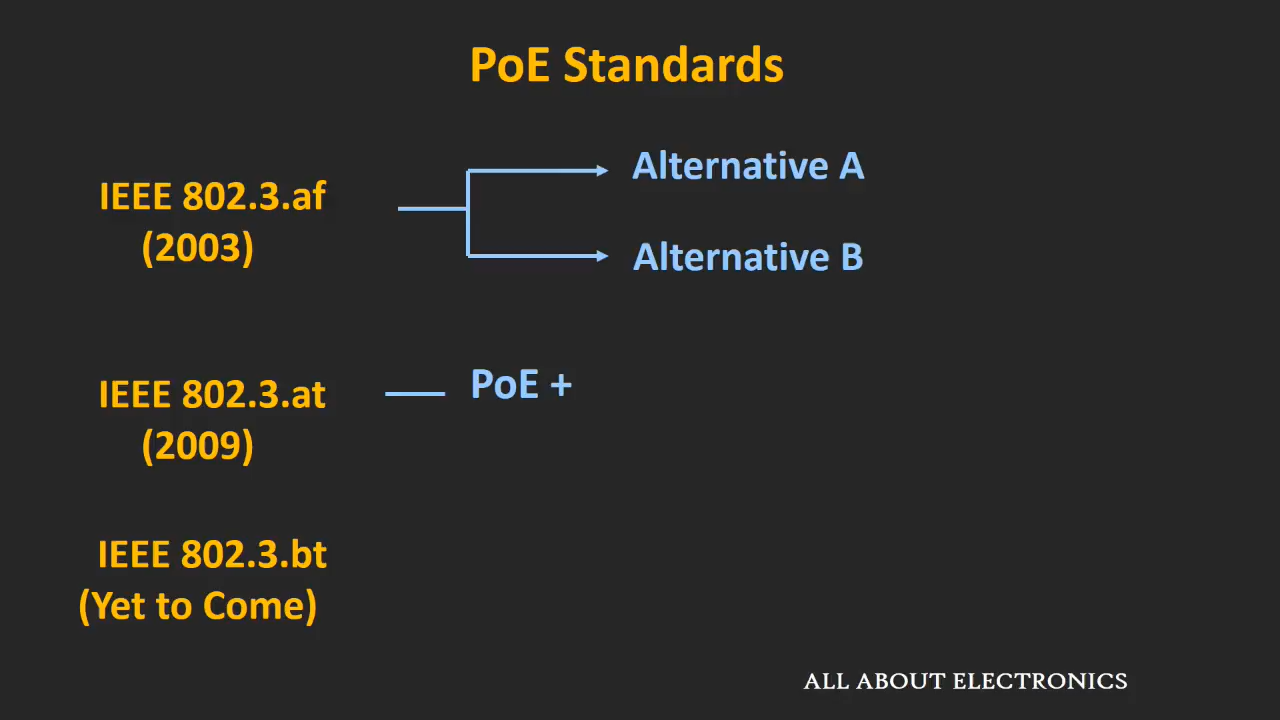 PoE Standards
IEEE 802.3.af
(2003)
Alternative A
Alternative B
IEEE 802.3.at
(2009)
PoE +
IEEE 802.3.bt
(Yet to Come)
ALL ABOUT ELECTRONICS